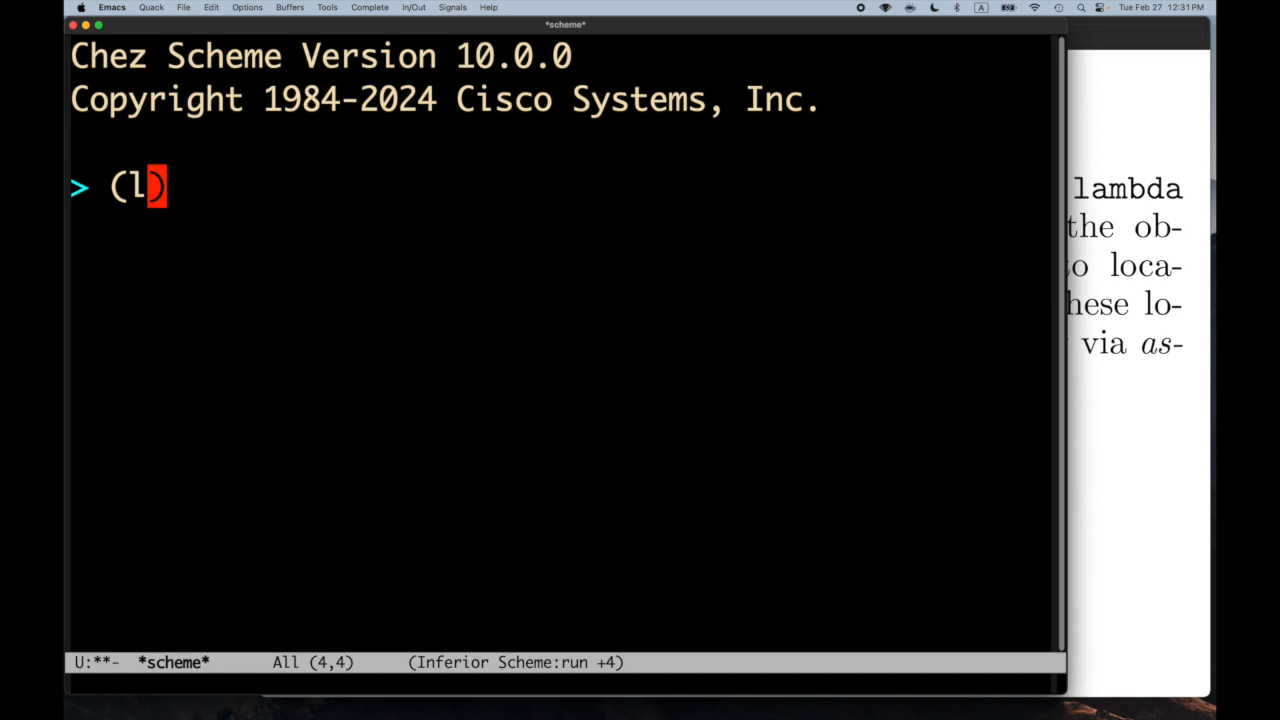 Emacs Quack File Edit Options Buffers Tools Complete In/Out Signals Help A Tue Feb 27 12:31 PM
*scheme*
Chez Scheme Version 10.0.0
Copyright 1984-2024 Cisco Systems, Inc.
> (l)
lambda
the ob-
to loca-
hese lo-
via as-
U:**- *scheme* All (4,4) (Inferior Scheme:run +4)